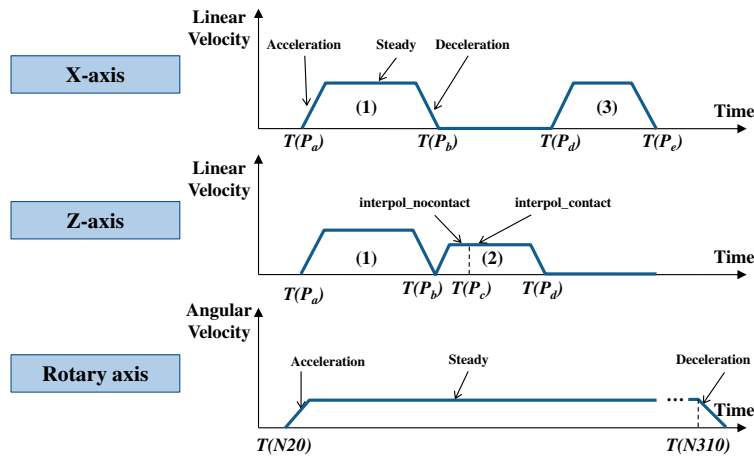 Linear
Velocity
Acceleration
Steady
Deceleration
X-axis
(1)
(3)
Time
T(Pa)
T(Pb)
T(Pd)
T(Pe)
Linear
Velocity
Z-axis
interpol_nocontact
interpol_contact
(1)
(2)
Time
T(Pa)
T(Pb)
T(Pc)
T(Pd)
Angular
Velocity
Rotary axis
Acceleration
Steady
Deceleration
...
Time
T(N20)
T(N310)